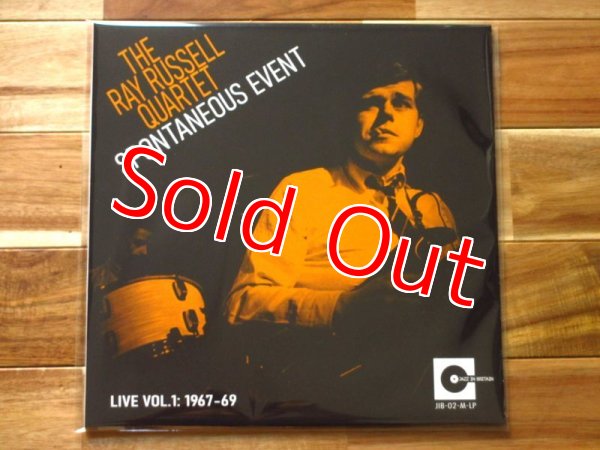 THE
RAY RUSSELL
QUARTET
SPONTANEOUS EVENT
Sold Out
LIVE VOL.1: 1967-69
JAZZ IN BRITAIN
JIB-02-M-LP